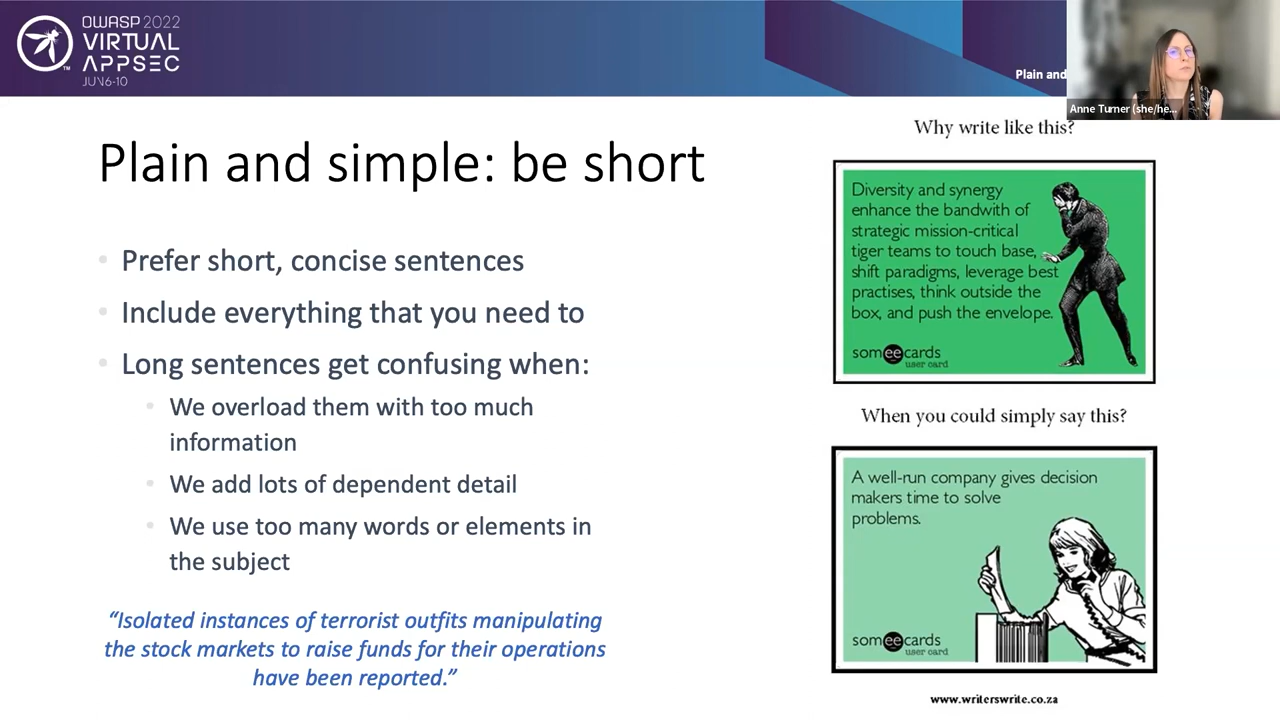 OWASP 2022
VIRTUAL
APPSEC
JUN 6-10
TM
Plain and
Anne Turner (she/he...
Plain and simple: be short
Prefer short, concise sentences
Include everything that you need to
Long sentences get confusing when:
We overload them with too much
information
We add lots of dependent detail
We use too many words or elements in
the subject
“Isolated instances of terrorist outfits manipulating
the stock markets to raise funds for their operations
have been reported.”
Why write like this?
Diversity and synergy
enhance the bandwith of
strategic mission-critical
tiger teams to touch base,
shift paradigms, leverage best
practises, think outside the
box, and push the envelope.
someecards
user card
When you could simply say this?
A well-run company gives decision
makers time to solve
problems.
someecards
user card
www.writerswrite.co.za